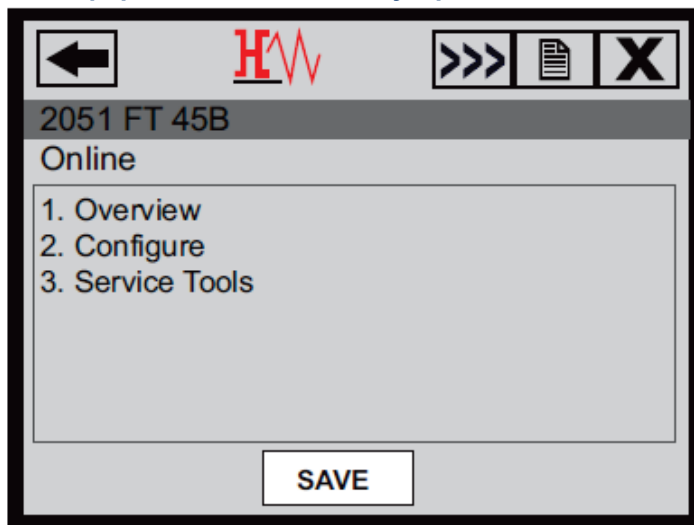 >>> X
2051 FT 45B
Online
1. Overview
2. Configure
3. Service Tools
SAVE